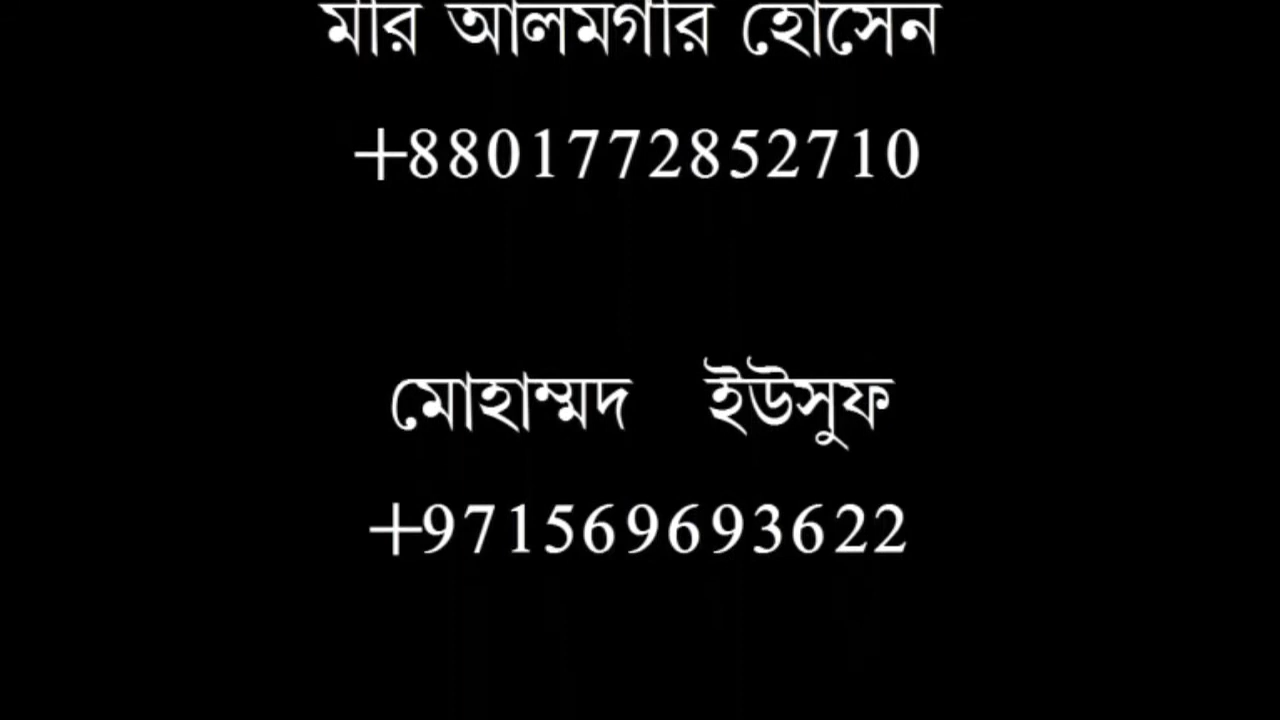 মীর আলমগীর হোসেন
+8801772852710
মোহাম্মদ ইউসুফ
+971569693622